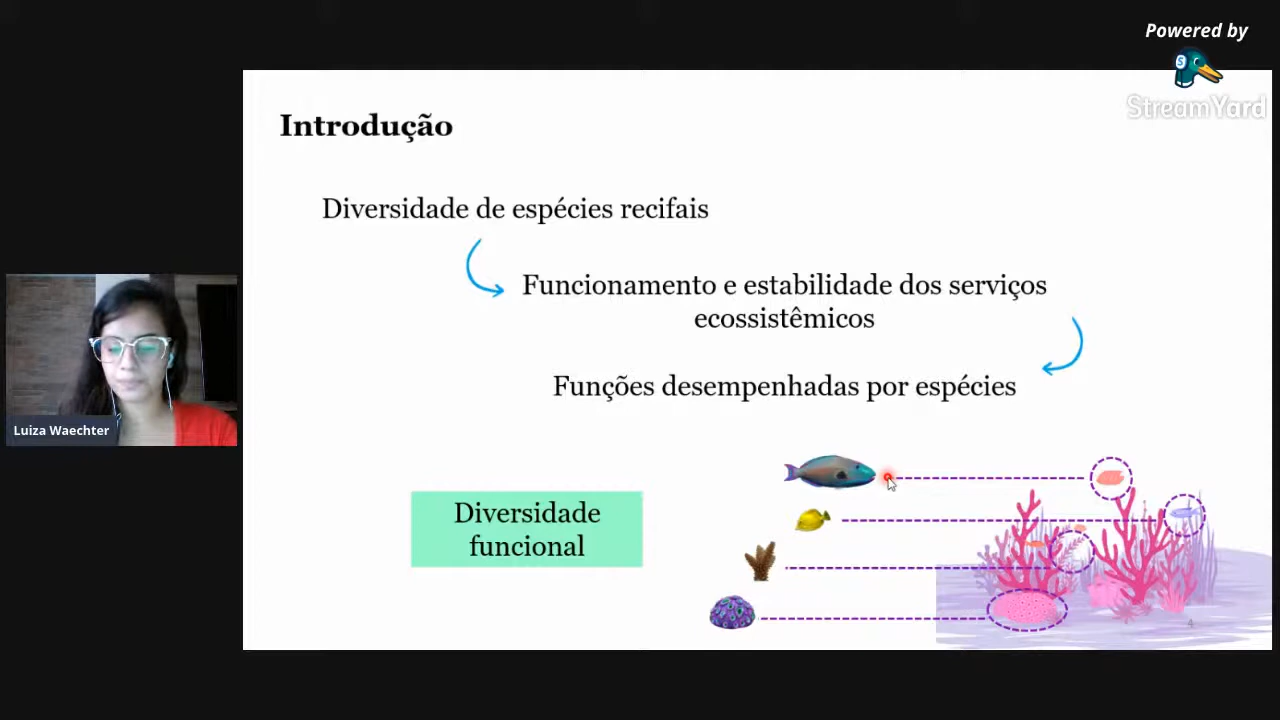 Powered by
StreamYard
Introdução
Diversidade de espécies recifais
Funcionamento e estabilidade dos serviços
ecossistêmicos
Funções desempenhadas por espécies
Luiza Waechter
Diversidade
funcional
4